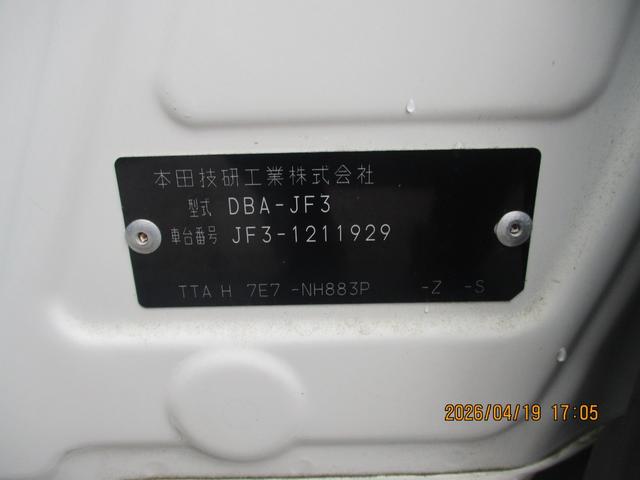 本田技研工業株式会社
型式 DBA-JF3
車台番号 JF3-1211929
TTA H 7E7 -NH883P -Z -S
2026/04/19 17:05